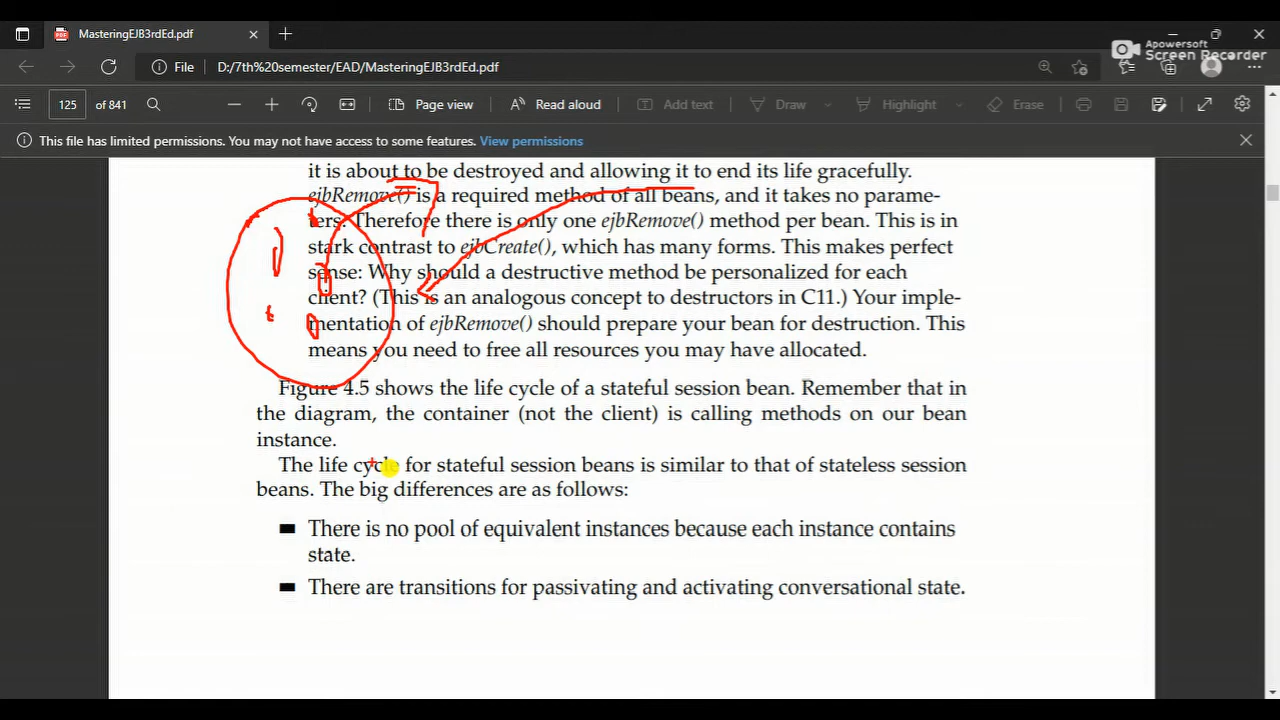 MasteringEJB3rdEd.pdf
Apowersoft
Screen Recorder
File D:/7th%20semester/EAD/MasteringEJB3rdEd.pdf
125 of 841 Page view Read aloud Add text Draw Highlight Erase
This file has limited permissions. You may not have access to some features. View permissions
it is about to be destroyed and allowing it to end its life gracefully.
ejbRemove() is a required method of all beans, and it takes no parame-
ters. Therefore there is only one ejbRemove() method per bean. This is in
stark contrast to ejbCreate(), which has many forms. This makes perfect
sense: Why should a destructive method be personalized for each
client? (This is an analogous concept to destructors in C11.) Your imple-
mentation of ejbRemove() should prepare your bean for destruction. This
means you need to free all resources you may have allocated.
Figure 4.5 shows the life cycle of a stateful session bean. Remember that in
the diagram, the container (not the client) is calling methods on our bean
instance.
The life cycle for stateful session beans is similar to that of stateless session
beans. The big differences are as follows:
There is no pool of equivalent instances because each instance contains
state.
There are transitions for passivating and activating conversational state.